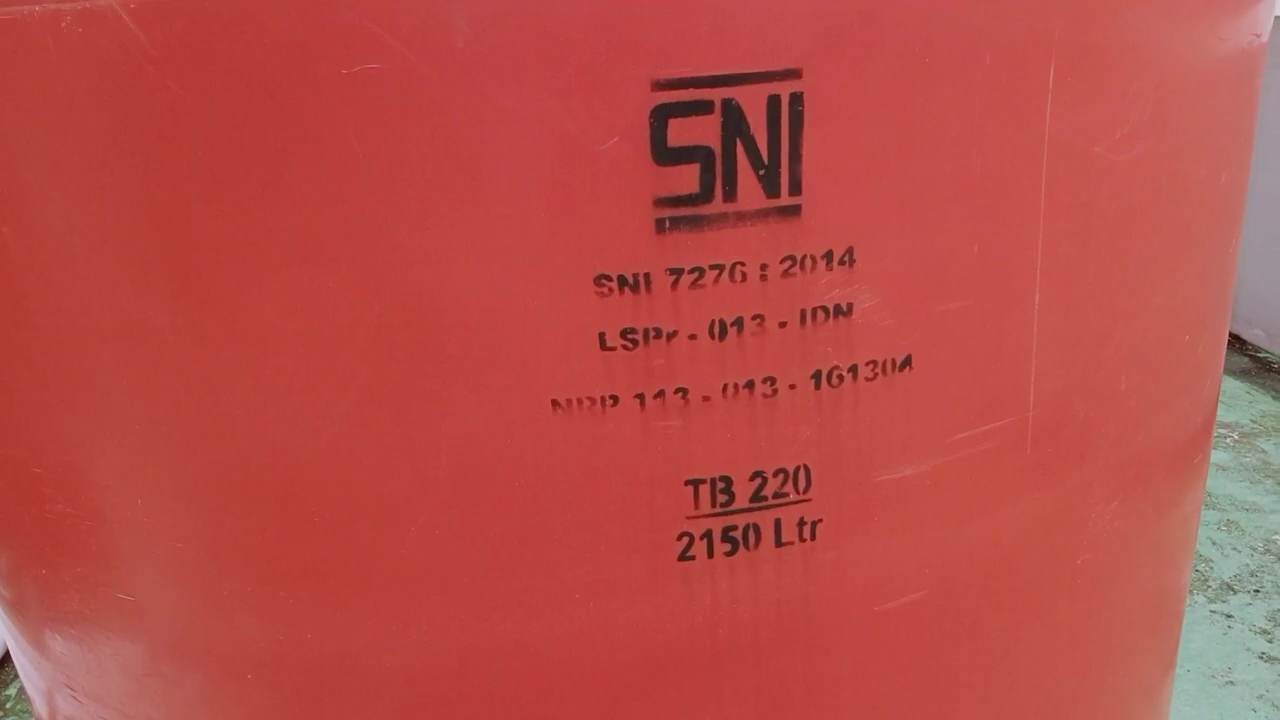 SNI
SNI 7276 : 2014
LSPr - 013 - IDN
NRP 113 - 013 - 161304
TB 220
2150 Ltr